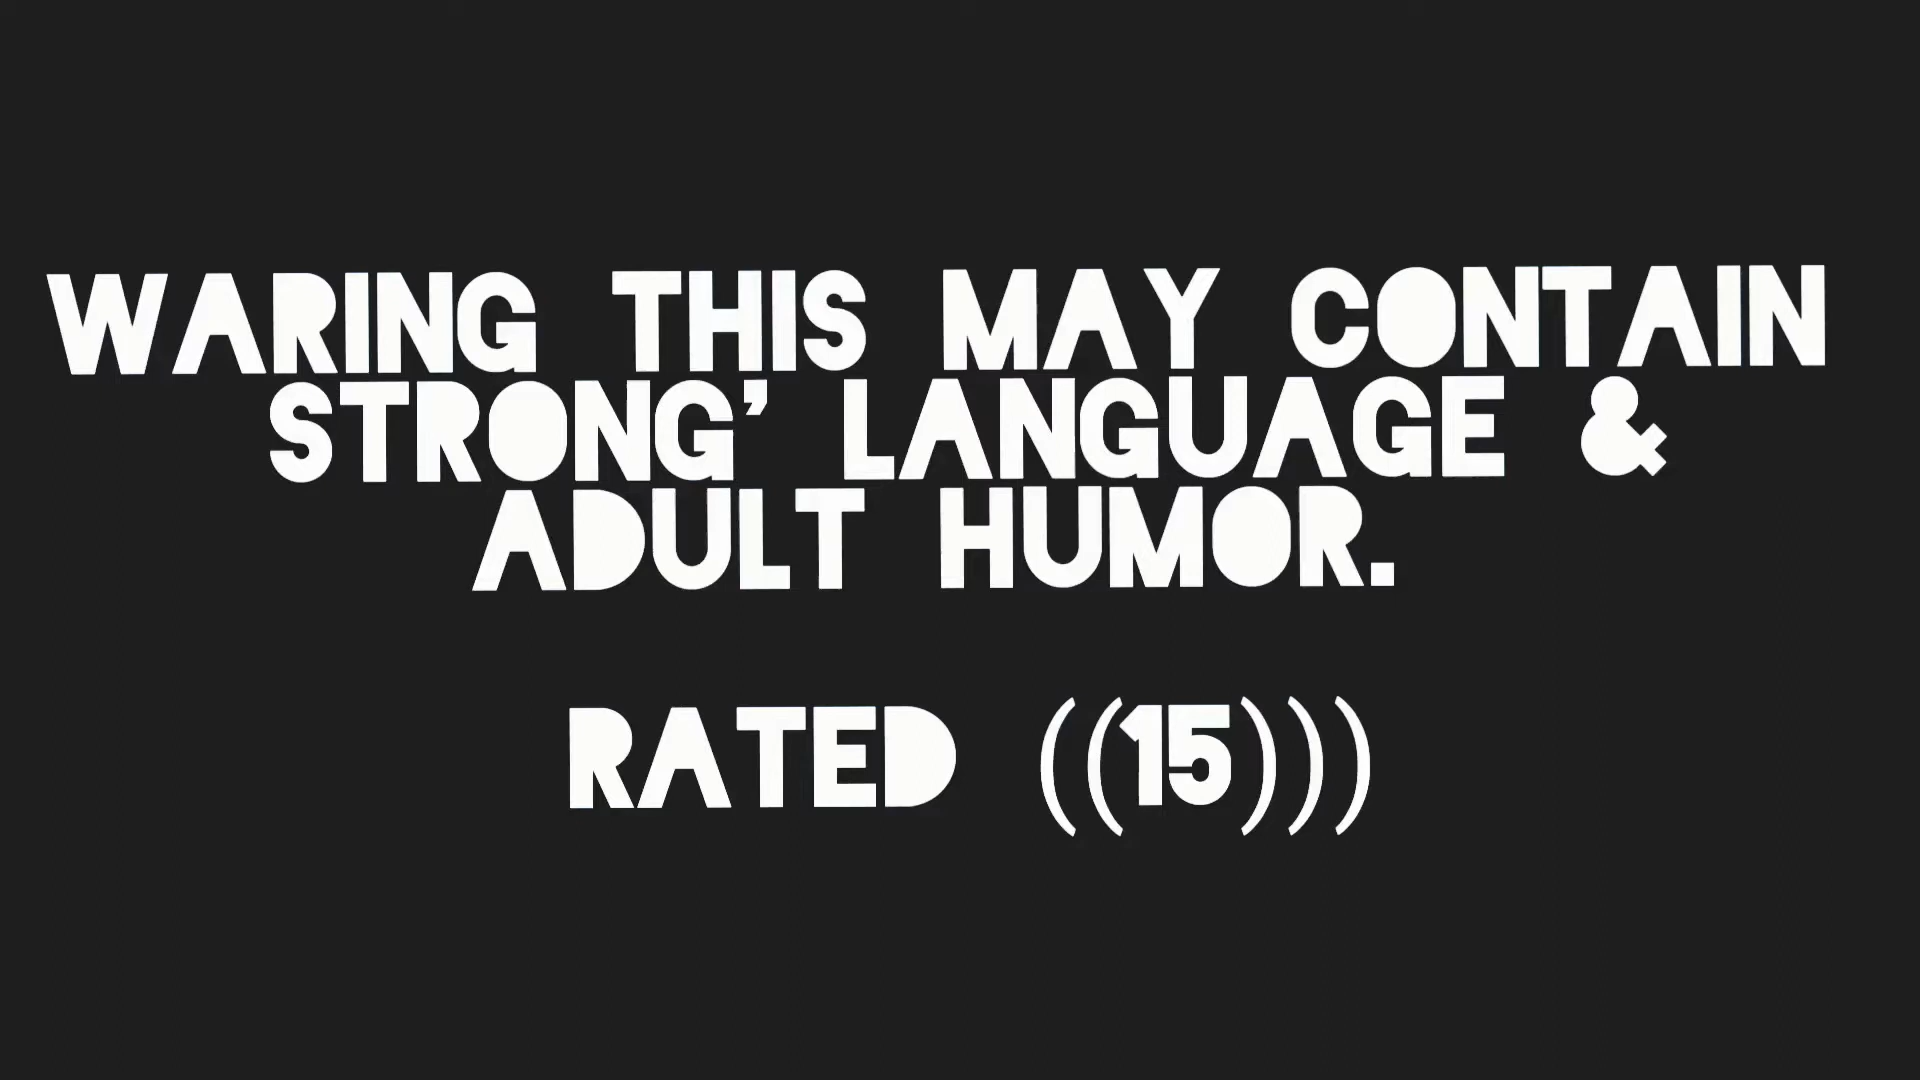 WARING THIS MAY CONTAIN
STRONG’ LANGUAGE &
ADULT HUMOR.
RATED ((15)))